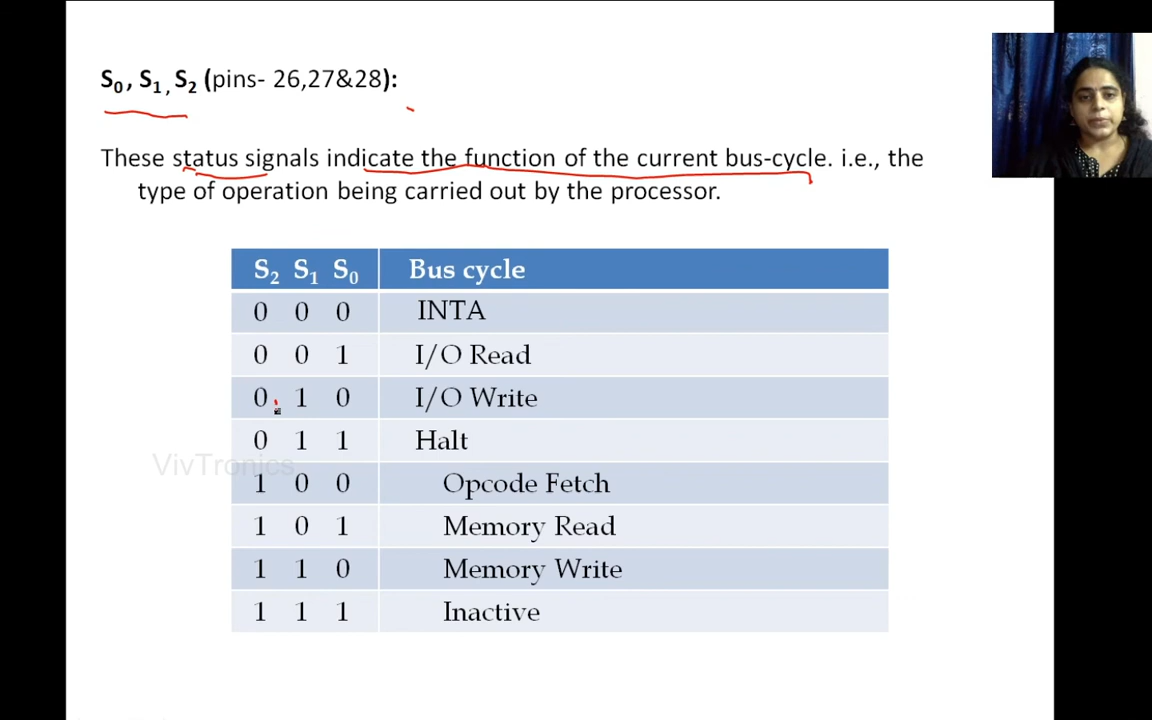 S₀, S₁, S₂ (pins- 26,27&28):
These status signals indicate the function of the current bus-cycle. i.e., the
type of operation being carried out by the processor.
S₂ S₁ S₀ Bus cycle
0 0 0 INTA
0 0 1 I/O Read
0 1 0 I/O Write
0 1 1 Halt
VivTronics
1 0 0 Opcode Fetch
1 0 1 Memory Read
1 1 0 Memory Write
1 1 1 Inactive